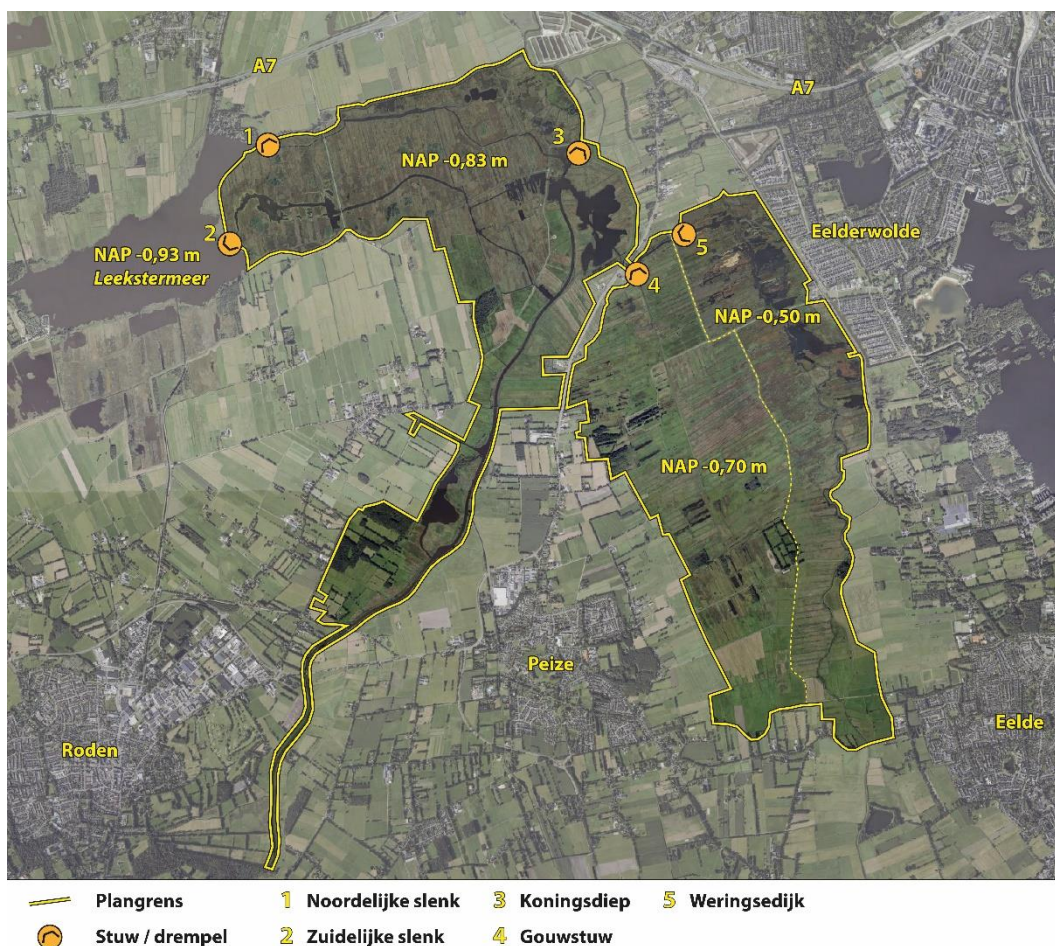 A7
A7
1
3
NAP -0,83 m
2
NAP -0,93 m
Leekstermeer
5
Eelderwolde
4
NAP -0,50 m
NAP -0,70 m
Peize
Roden
Eelde
Plangrens
1 Noordelijke slenk
3 Koningsdiep
5 Weringsedijk
Stuw / drempel
2 Zuidelijke slenk
4 Gouwstuw